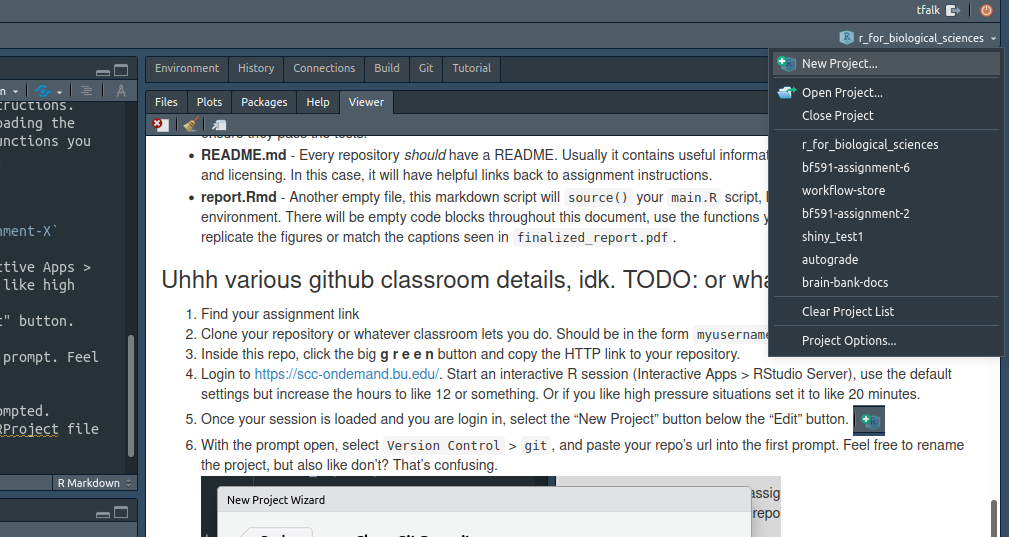 tfalk
r_for_biological_sciences
New Project...
Open Project...
Close Project
r_for_biological_sciences
bf591-assignment-6
workflow-store
bf591-assignment-2
shiny_test1
autograde
brain-bank-docs
Clear Project List
Project Options...
structions.
oading the
unctions you
nment-X`
ctive Apps >
like high
t" button.
prompt. Feel
ompted.
RProject file
R Markdown
Environment History Connections Build Git Tutorial
Files Plots Packages Help Viewer
ensure they pass the tests.
• README.md - Every repository should have a README. Usually it contains useful informat
and licensing. In this case, it will have helpful links back to assignment instructions.
• report.Rmd - Another empty file, this markdown script will source() your main.R script,
environment. There will be empty code blocks throughout this document, use the functions y
replicate the figures or match the captions seen in finalized_report.pdf.
Uhhh various github classroom details, idk. TODO: or wha
1. Find your assignment link
2. Clone your repository or whatever classroom lets you do. Should be in the form myusername
3. Inside this repo, click the big g r e e n button and copy the HTTP link to your repository.
4. Login to https://scc-ondemand.bu.edu/. Start an interactive R session (Interactive Apps > RStudio Server), use the default
settings but increase the hours to like 12 or something. Or if you like high pressure situations set it to like 20 minutes.
5. Once your session is loaded and you are login in, select the “New Project” button below the “Edit” button.
6. With the prompt open, select Version Control > git, and paste your repo’s url into the first prompt. Feel free to rename
the project, but also like don’t? That’s confusing.
New Project Wizard
assig
repo